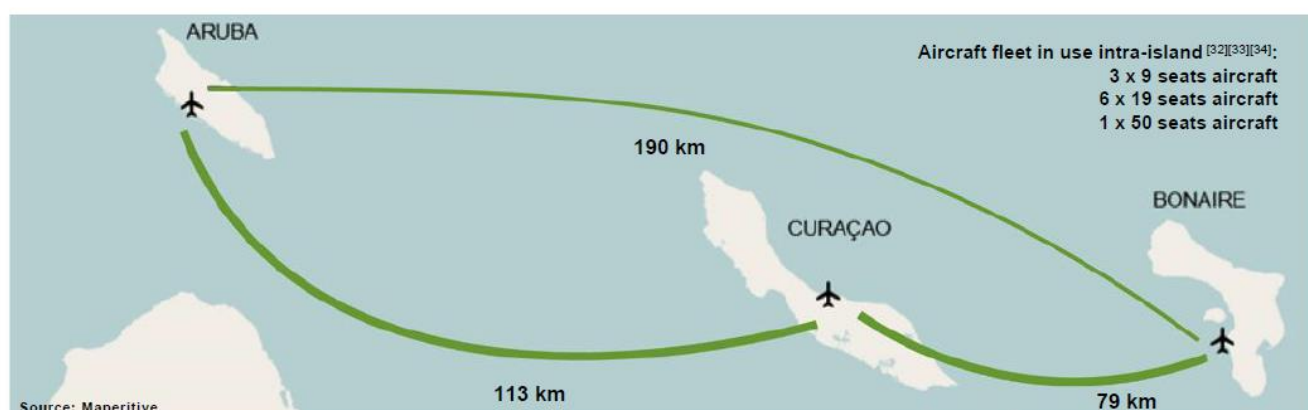 ARUBA
Aircraft fleet in use intra-island [32][33][34]:
3 x 9 seats aircraft
6 x 19 seats aircraft
1 x 50 seats aircraft
190 km
BONAIRE
CURAÇAO
113 km
79 km
Source: Maperitive